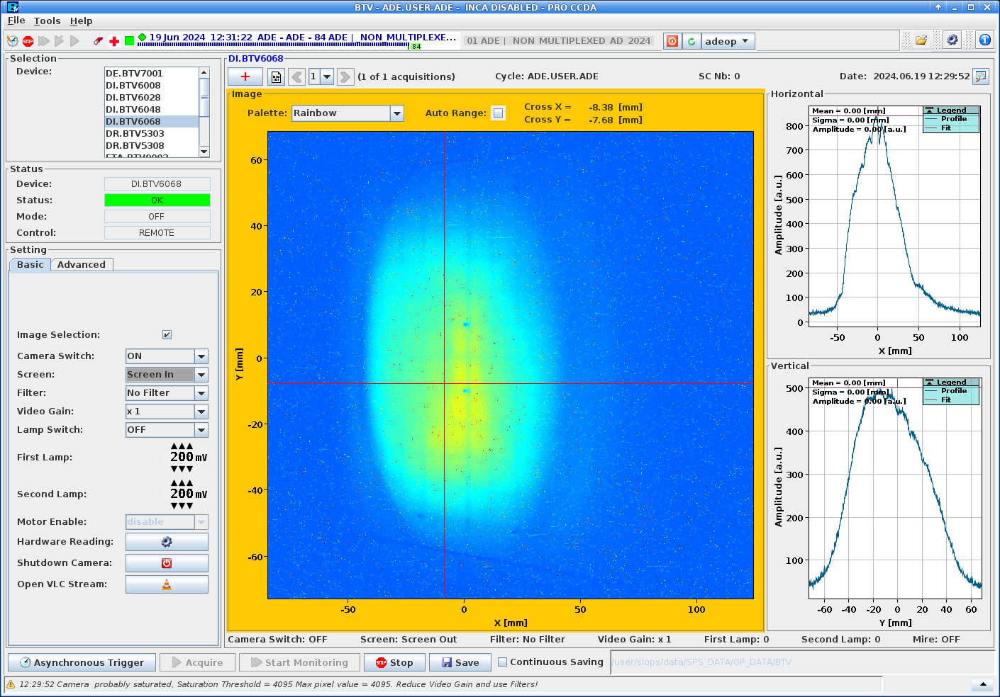 BTV - ADE.USER.ADE - INCA DISABLED - PRO CCDA
File Tools Help
19 Jun 2024 12:31:22 ADE - ADE - 84 ADE | _NON_MULTIPLEXE...
84
01 ADE | _NON_MULTIPLEXED_AD_2024
adeop
Selection
Device:
DE.BTV7001
DI.BTV6008
DI.BTV6028
DI.BTV6048
DI.BTV6068
DR.BTV5303
DR.BTV5308
Status
Device: DI.BTV6068
Status: OK
Mode: OFF
Control: REMOTE
Setting
Basic Advanced
Image Selection:
Camera Switch: ON
Screen: Screen In
Filter: No Filter
Video Gain: x 1
Lamp Switch: OFF
First Lamp: 200 mV
Second Lamp: 200 mV
Motor Enable: disable
Hardware Reading:
Shutdown Camera:
Open VLC Stream:
DI.BTV6068
1 (1 of 1 acquisitions) Cycle: ADE.USER.ADE SC Nb: 0 Date: 2024.06.19 12:29:52
Image
Palette: Rainbow Auto Range:
Cross X = -8.38 [mm]
Cross Y = -7.68 [mm]
60
40
20
0
-20
-40
-60
Y [mm]
-50 0 50 100
X [mm]
Horizontal
Mean = 0.00 [mm]
Sigma = 0.00 [mm]
Amplitude = 0.00 [a.u.]
Legend
Profile
Fit
800
700
600
500
400
300
200
100
0
Amplitude [a.u.]
-50 0 50 100
X [mm]
Vertical
Mean = 0.00 [mm]
Sigma = 0.00 [mm]
Amplitude = 0.00 [a.u.]
Legend
Profile
Fit
500
400
300
200
100
Amplitude [a.u.]
-60 -40 -20 0 20 40 60
Y [mm]
Camera Switch: OFF Screen: Screen Out Filter: No Filter Video Gain: x 1 First Lamp: 0 Second Lamp: 0 Mire: OFF
Asynchronous Trigger Acquire Start Monitoring STOP Stop Save Continuous Saving /user/slops/data/SPS_DATA/OP_DATA/BTV
12:29:52 Camera probably saturated, Saturation Threshold = 4095 Max pixel value = 4095. Reduce Video Gain and use Filters!